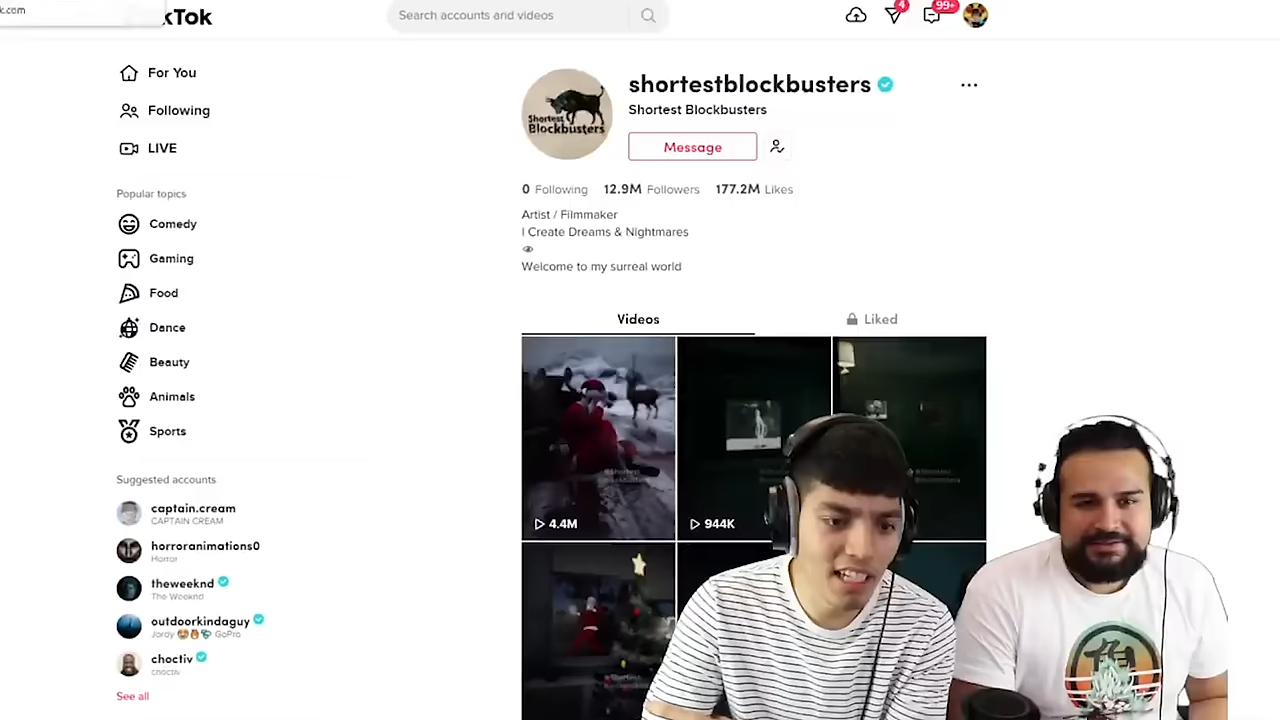 k.com
kTok
Search accounts and videos
4
99+
For You
Following
LIVE
Popular topics
Comedy
Gaming
Food
Dance
Beauty
Animals
Sports
Suggested accounts
captain.cream
CAPTAIN CREAM
horroranimations0
Horror
theweeknd
The Weeknd
outdoorkindaguy
Jordy 🦁🦊🐬 GoPro
choctiv
choctiv
See all
shortestblockbusters
Shortest Blockbusters
Message
0 Following 12.9M Followers 177.2M Likes
Artist / Filmmaker
I Create Dreams & Nightmares
👁
Welcome to my surreal world
Videos
Liked
Shortest
Blockbusters
4.4M
944K